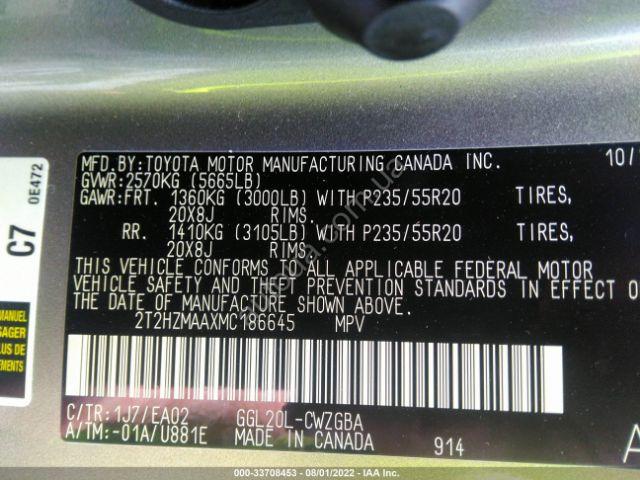 MFD.BY:TOYOTA MOTOR MANUFACTURING CANADA INC. 10/
GVWR:2570KG (5665LB)
GAWR:FRT. 1360KG (3000LB) WITH P235/55R20 TIRES,
20X8J RIMS.
RR. 1410KG (3105LB) WITH P235/55R20 TIRES,
20X8J RIMS.
THIS VEHICLE CONFORMS TO ALL APPLICABLE FEDERAL MOTOR
VEHICLE SAFETY AND THEFT PREVENTION STANDARDS IN EFFECT O
THE DATE OF MANUFACTURE SHOWN ABOVE.
2T2HZMAAXMC186645 MPV
C/TR:1J7/EA02 GGL20L-CWZGBA
A/TM:-01A/U881E MADE IN CANADA 914 A
0E472
C7
MANUEL
SAGER
EMENTS
000-33708453 - 08/01/2022 - IAA Inc.